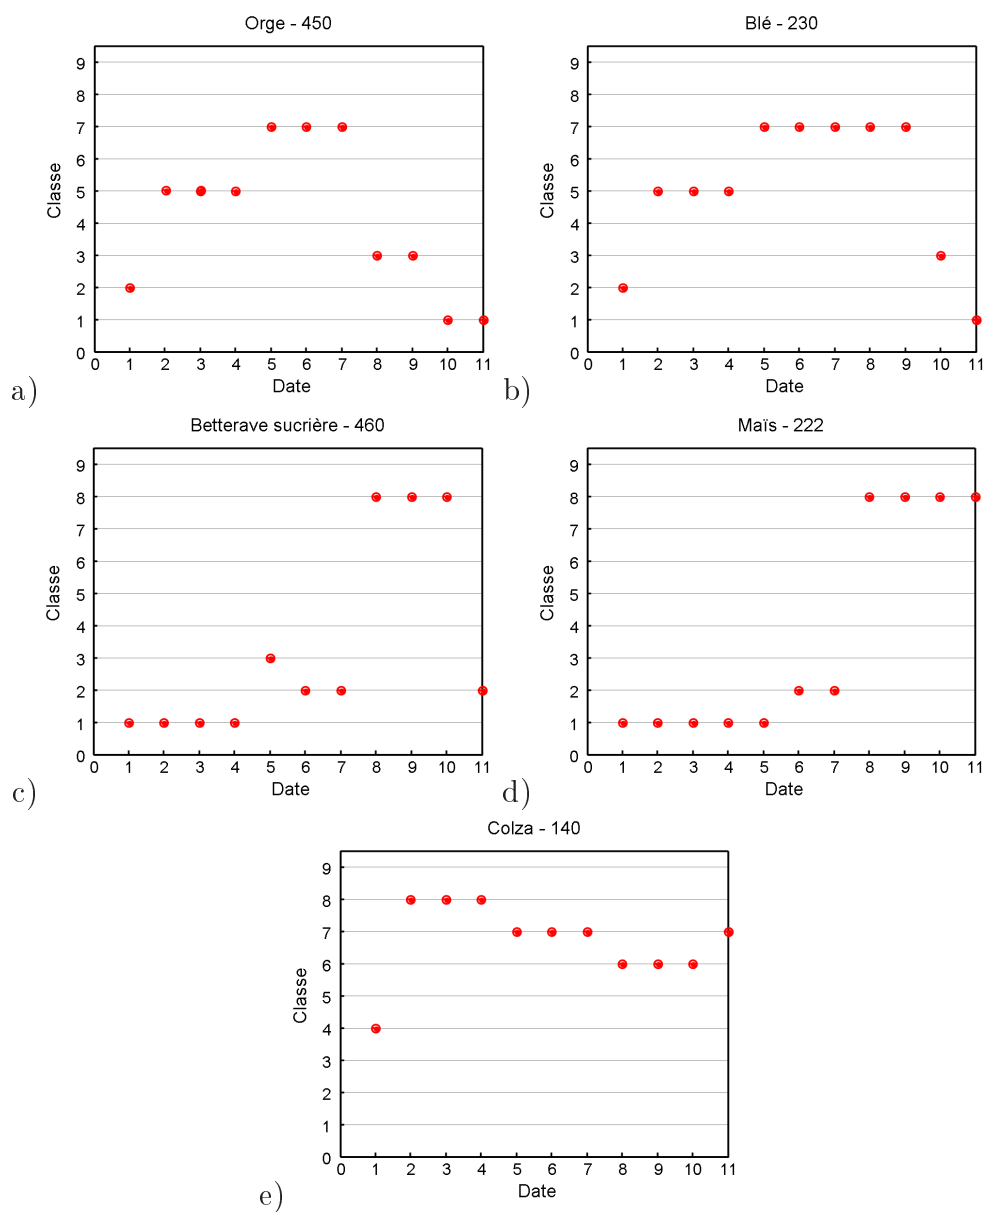 Orge - 450
9
8
7
6
5
4
3
2
1
0
Classe
0 1 2 3 4 5 6 7 8 9 10 11
Date
a)
Blé - 230
9
8
7
6
5
4
3
2
1
0
Classe
0 1 2 3 4 5 6 7 8 9 10 11
Date
b)
Betterave sucrière - 460
9
8
7
6
5
4
3
2
1
0
Classe
0 1 2 3 4 5 6 7 8 9 10 11
Date
c)
Maïs - 222
9
8
7
6
5
4
3
2
1
0
Classe
0 1 2 3 4 5 6 7 8 9 10 11
Date
d)
Colza - 140
9
8
7
6
5
4
3
2
1
0
Classe
0 1 2 3 4 5 6 7 8 9 10 11
Date
e)